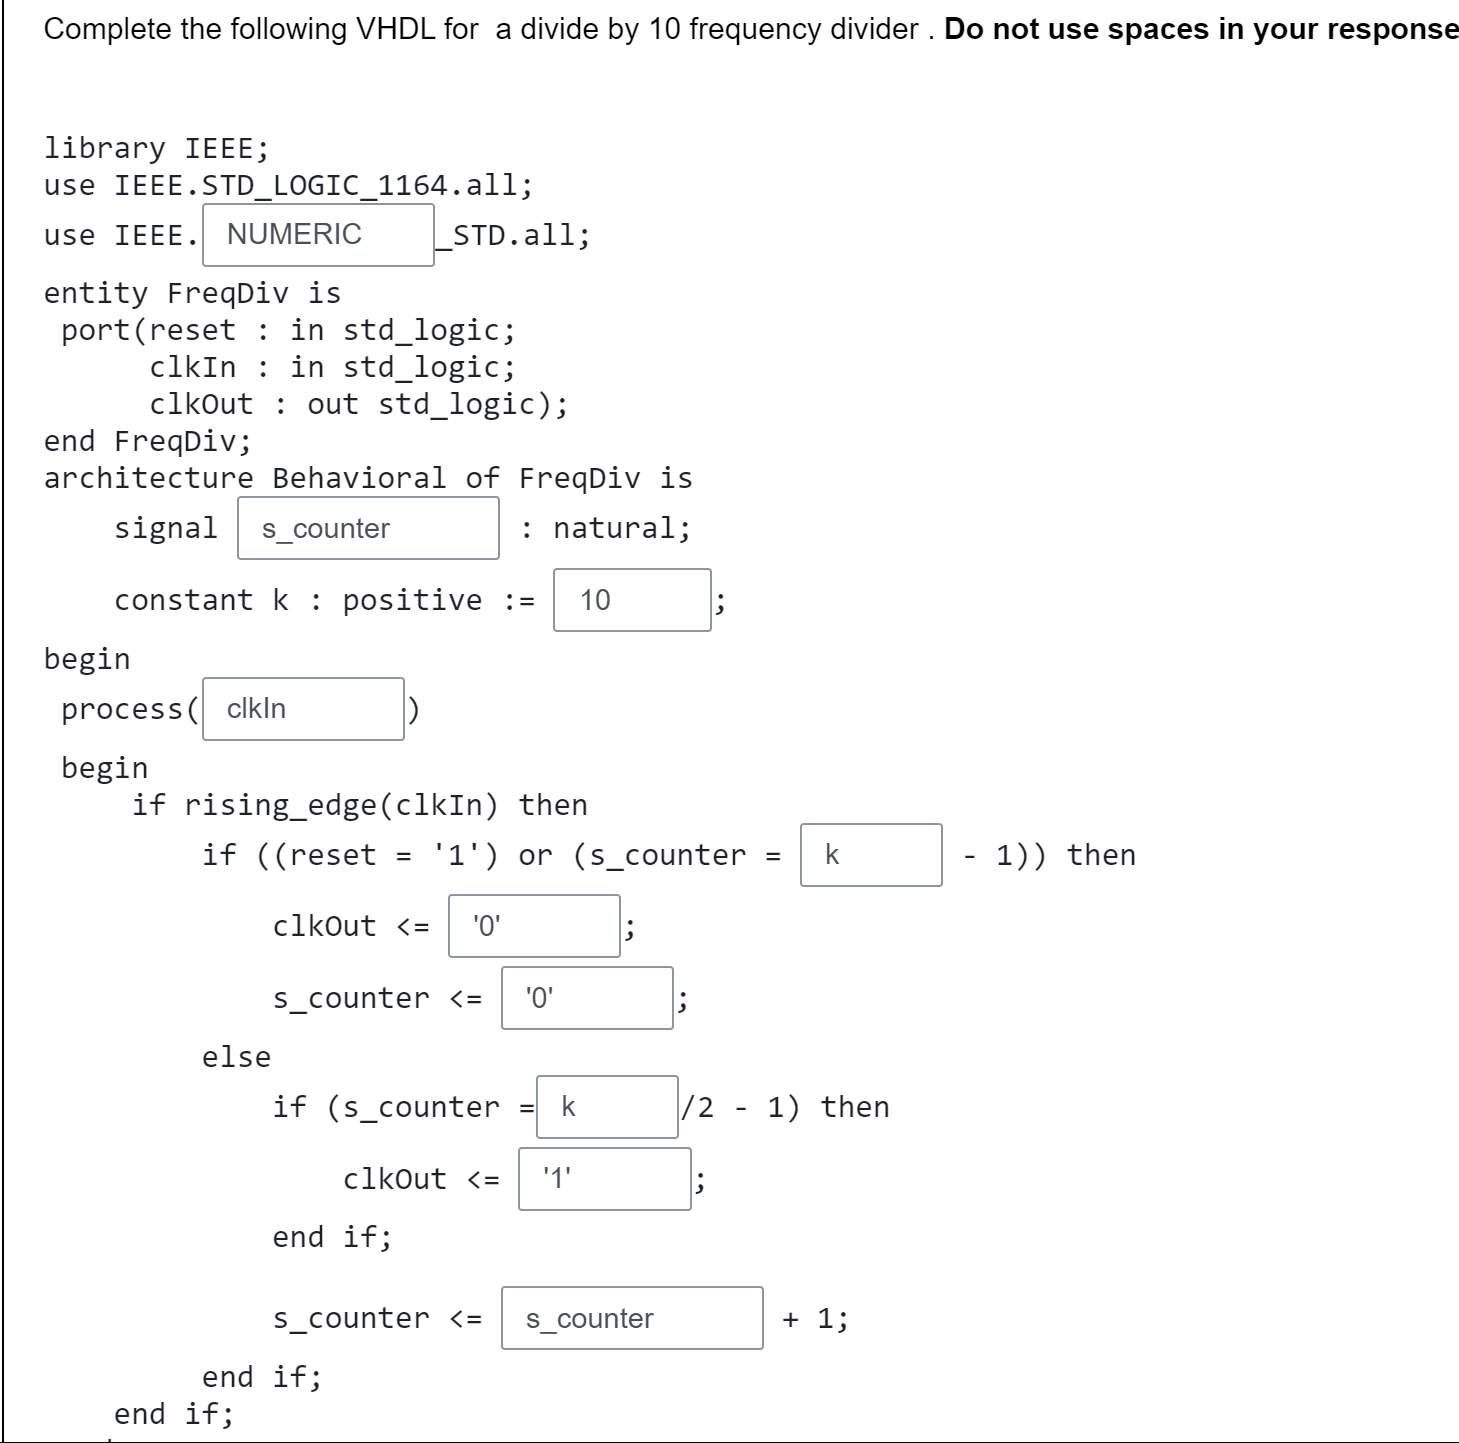 Complete the following VHDL for  a divide by 10 frequency divider . Do not use spaces in your response
library IEEE;
use IEEE.STD_LOGIC_1164.all;
use IEEE. NUMERIC _STD.all;
entity FreqDiv is
port(reset : in std_logic;
clkIn : in std_logic;
clkOut : out std_logic);
end FreqDiv;
architecture Behavioral of FreqDiv is
signal s_counter : natural;
constant k : positive := 10 ;
begin
process( clkIn )
begin
if rising_edge(clkIn) then
if ((reset = '1') or (s_counter = k - 1)) then
clkOut <= '0' ;
s_counter <= '0' ;
else
if (s_counter = k /2 - 1) then
clkOut <= '1' ;
end if;
s_counter <= s_counter + 1;
end if;
end if;